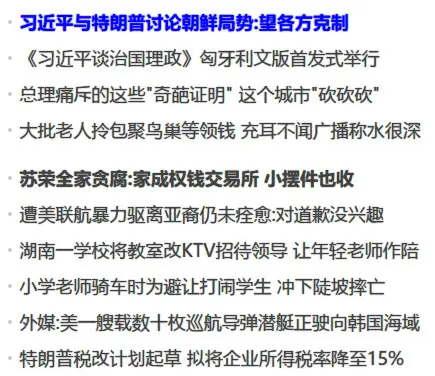 习近平与特朗普讨论朝鲜局势:望各方克制
《习近平谈治国理政》匈牙利文版首发式举行
总理痛斥的这些"奇葩证明" 这个城市"砍砍砍"
大批老人拎包聚鸟巢等领钱 充耳不闻广播称水很深
苏荣全家贪腐:家成权钱交易所 小摆件也收
遭美联航暴力驱离亚裔仍未痊愈:对道歉没兴趣
湖南一学校将教室改KTV招待领导 让年轻老师作陪
小学老师骑车时为避让打闹学生 冲下陡坡摔亡
外媒:美一艘载数十枚巡航导弹潜艇正驶向韩国海域
特朗普税改计划起草 拟将企业所得税率降至15%